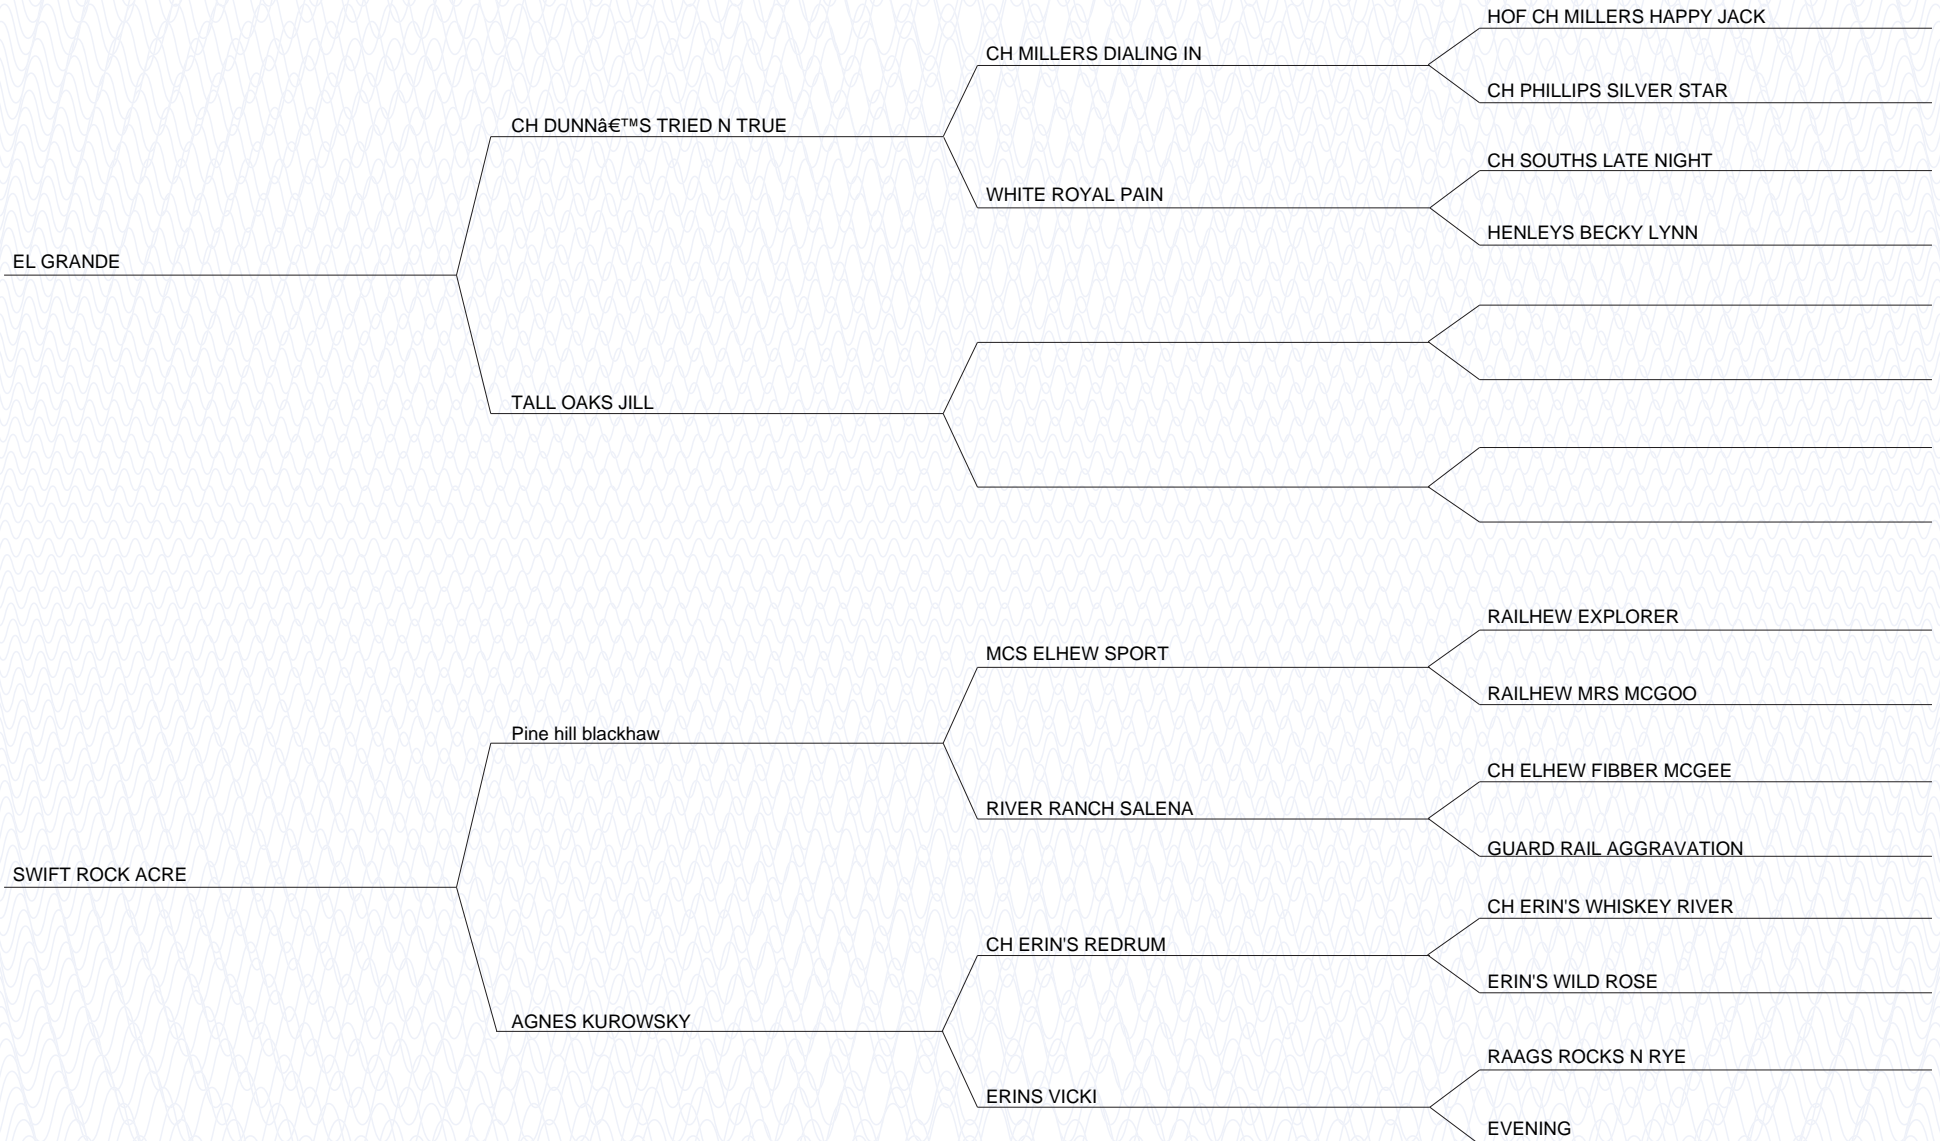 HOF CH MILLERS HAPPY JACK
CH MILLERS DIALING IN
CH PHILLIPS SILVER STAR
CH DUNNâ€™S TRIED N TRUE
CH SOUTHS LATE NIGHT
WHITE ROYAL PAIN
HENLEYS BECKY LYNN
EL GRANDE
TALL OAKS JILL
RAILHEW EXPLORER
MCS ELHEW SPORT
RAILHEW MRS MCGOO
Pine hill blackhaw
CH ELHEW FIBBER MCGEE
RIVER RANCH SALENA
GUARD RAIL AGGRAVATION
SWIFT ROCK ACRE
CH ERIN'S WHISKEY RIVER
CH ERIN'S REDRUM
ERIN'S WILD ROSE
AGNES KUROWSKY
RAAGS ROCKS N RYE
ERINS VICKI
EVENING